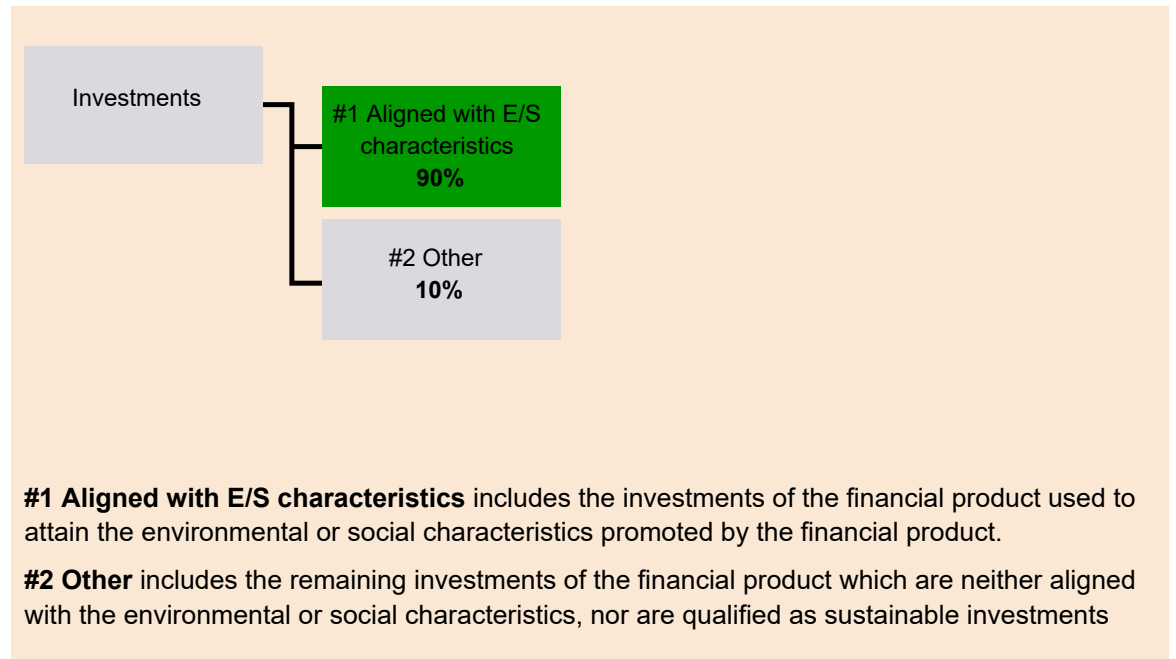 Investments
#1 Aligned with E/S
characteristics
90%
#2 Other
10%
#1 Aligned with E/S characteristics includes the investments of the financial product used to
attain the environmental or social characteristics promoted by the financial product.
#2 Other includes the remaining investments of the financial product which are neither aligned
with the environmental or social characteristics, nor are qualified as sustainable investments